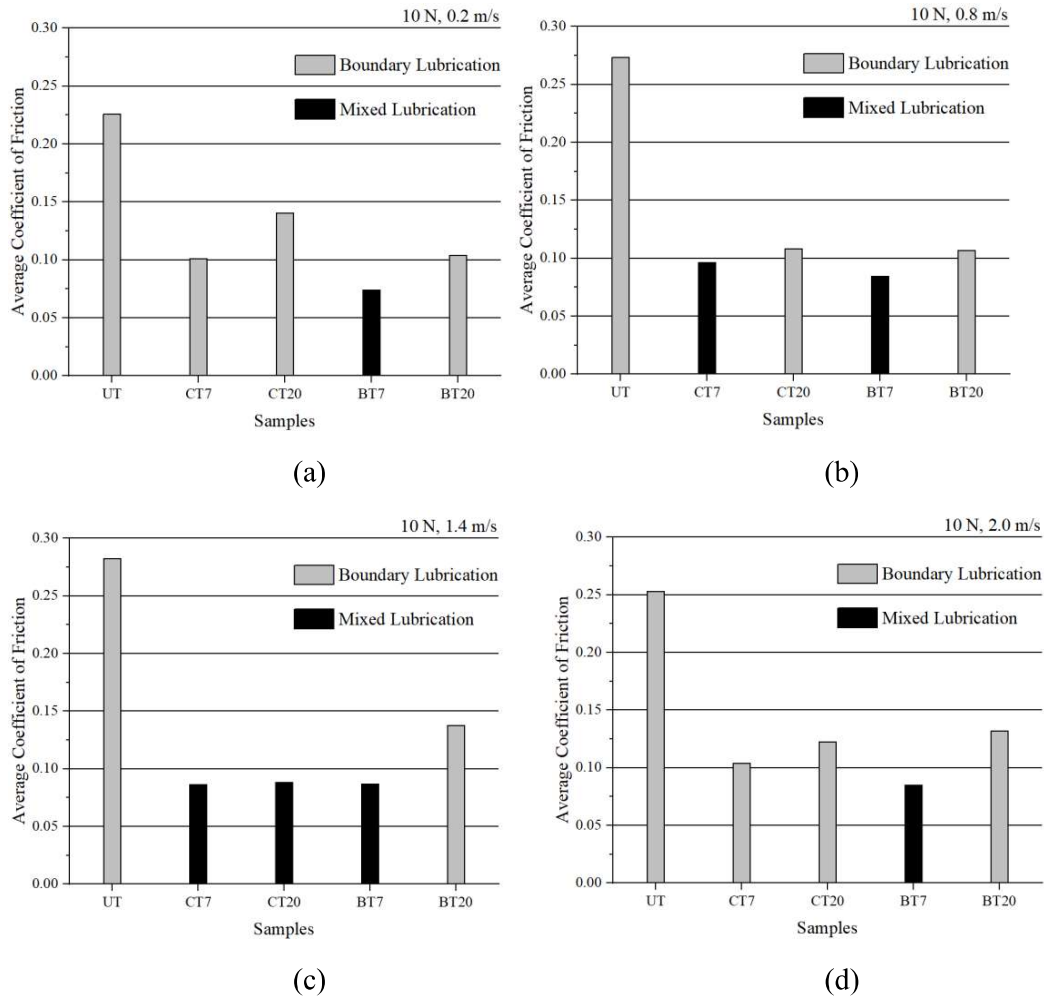 10 N, 0.2 m/s
0.30
0.25
0.20
0.15
0.10
0.05
0.00
Average Coefficient of Friction
Boundary Lubrication
Mixed Lubrication
UT CT7 CT20 BT7 BT20
Samples
(a)
10 N, 0.8 m/s
0.30
0.25
0.20
0.15
0.10
0.05
0.00
Average Coefficient of Friction
Boundary Lubrication
Mixed Lubrication
UT CT7 CT20 BT7 BT20
Samples
(b)
10 N, 1.4 m/s
0.30
0.25
0.20
0.15
0.10
0.05
0.00
Average Coefficient of Friction
Boundary Lubrication
Mixed Lubrication
UT CT7 CT20 BT7 BT20
Samples
(c)
10 N, 2.0 m/s
0.30
0.25
0.20
0.15
0.10
0.05
0.00
Average Coefficient of Friction
Boundary Lubrication
Mixed Lubrication
UT CT7 CT20 BT7 BT20
Samples
(d)